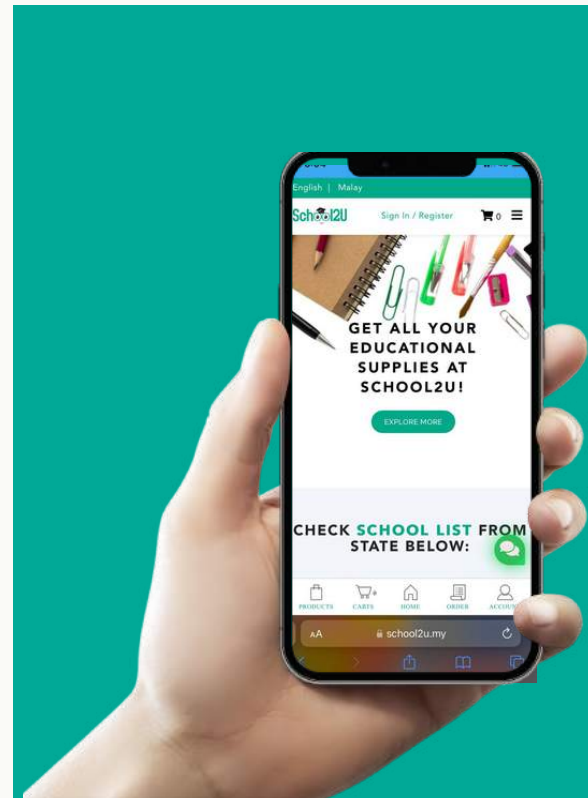 English | Malay
School2U
Sign In / Register
0
GET ALL YOUR
EDUCATIONAL
SUPPLIES AT
SCHOOL2U!
EXPLORE MORE
CHECK SCHOOL LIST FROM
STATE BELOW:
PRODUCTS CARTS HOME ORDER ACCOUNT
AA school2u.my